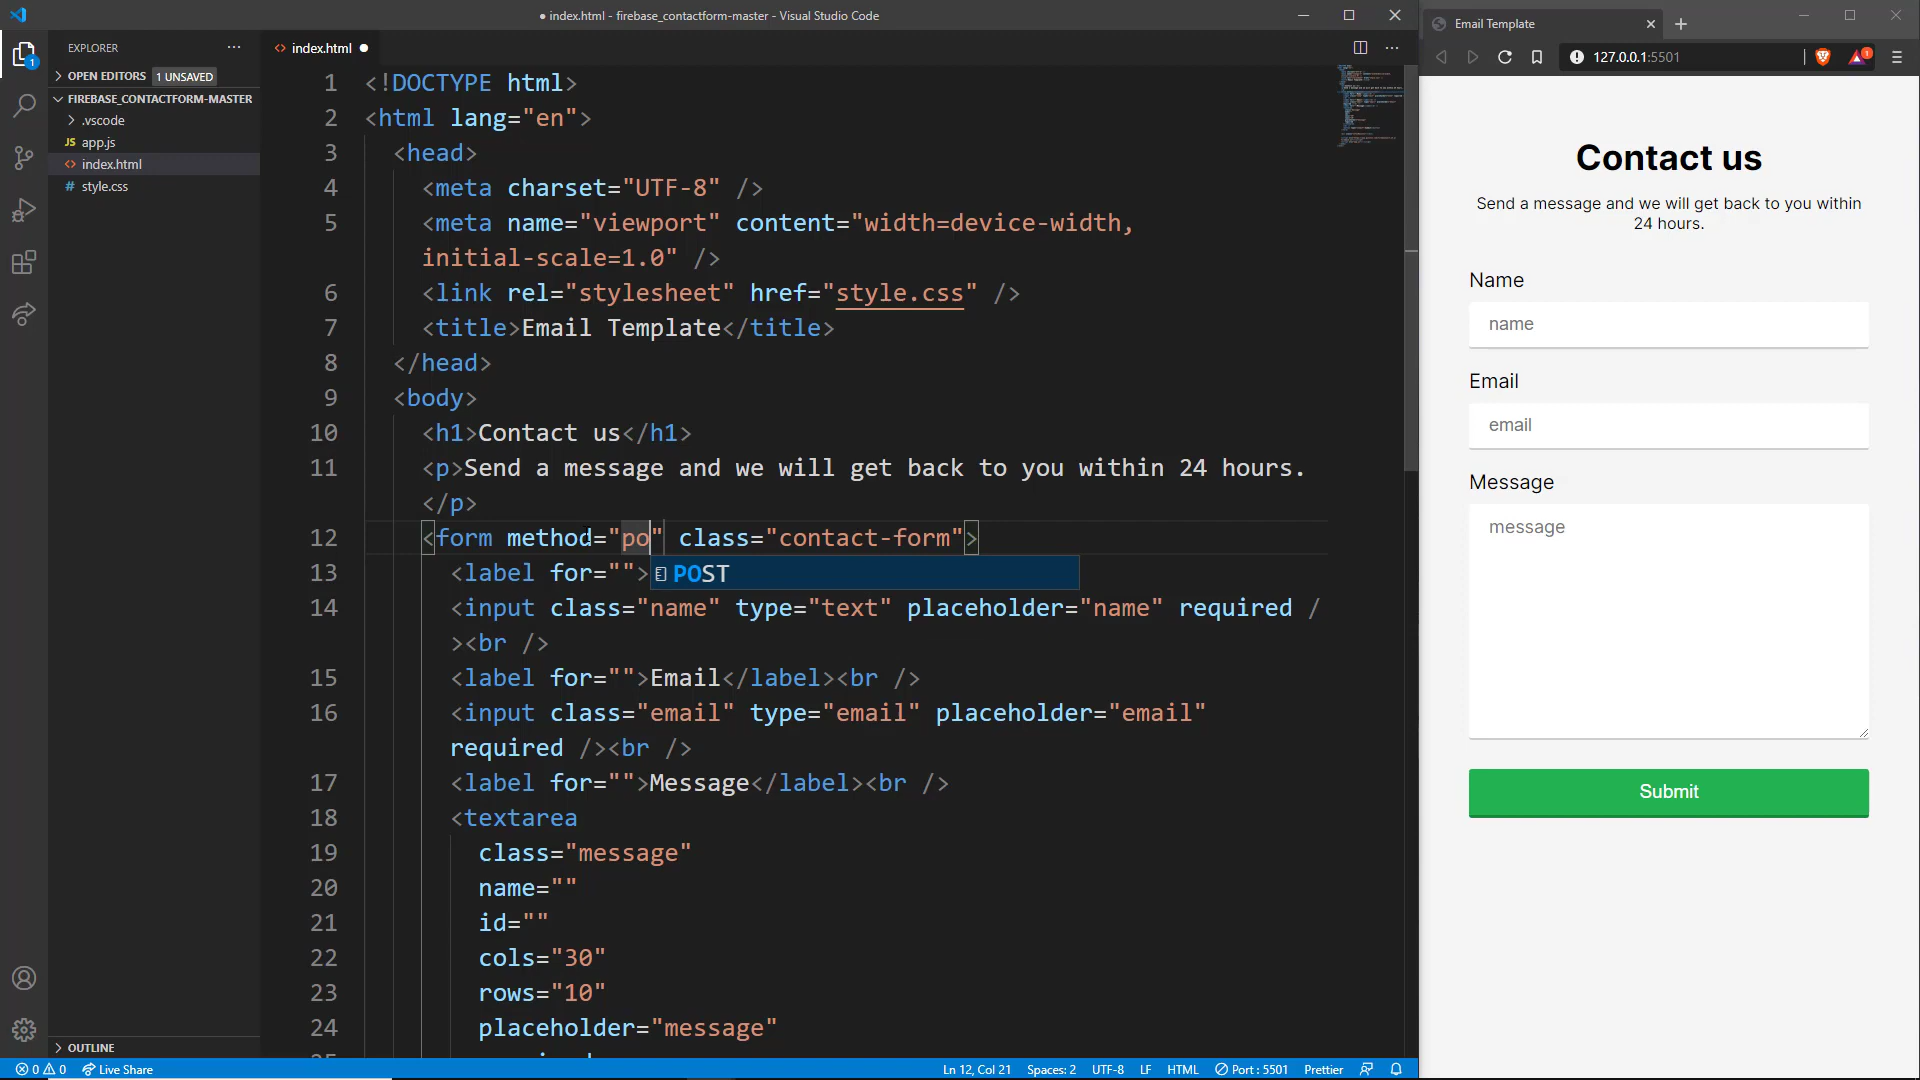 ● index.html - firebase_contactform-master - Visual Studio Code
EXPLORER
OPEN EDITORS 1 UNSAVED
FIREBASE_CONTACTFORM-MASTER
.vscode
JS app.js
<> index.html
# style.css
OUTLINE
1
<> index.html ●
1 <!DOCTYPE html>
2 <html lang="en">
3 <head>
4 <meta charset="UTF-8" />
5 <meta name="viewport" content="width=device-width,
initial-scale=1.0" />
6 <link rel="stylesheet" href="style.css" />
7 <title>Email Template</title>
8 </head>
9 <body>
10 <h1>Contact us</h1>
11 <p>Send a message and we will get back to you within 24 hours.
</p>
12 <form method="po" class="contact-form">
13 <label for="">
POST
14 <input class="name" type="text" placeholder="name" required /
><br />
15 <label for="">Email</label><br />
16 <input class="email" type="email" placeholder="email"
required /><br />
17 <label for="">Message</label><br />
18 <textarea
19 class="message"
20 name=""
21 id=""
22 cols="30"
23 rows="10"
24 placeholder="message"
0 0 Live Share
Ln 12, Col 21 Spaces: 2 UTF-8 LF HTML Port : 5501 Prettier
Email Template
127.0.0.1:5501
1
Contact us
Send a message and we will get back to you within
24 hours.
Name
name
Email
email
Message
message
Submit